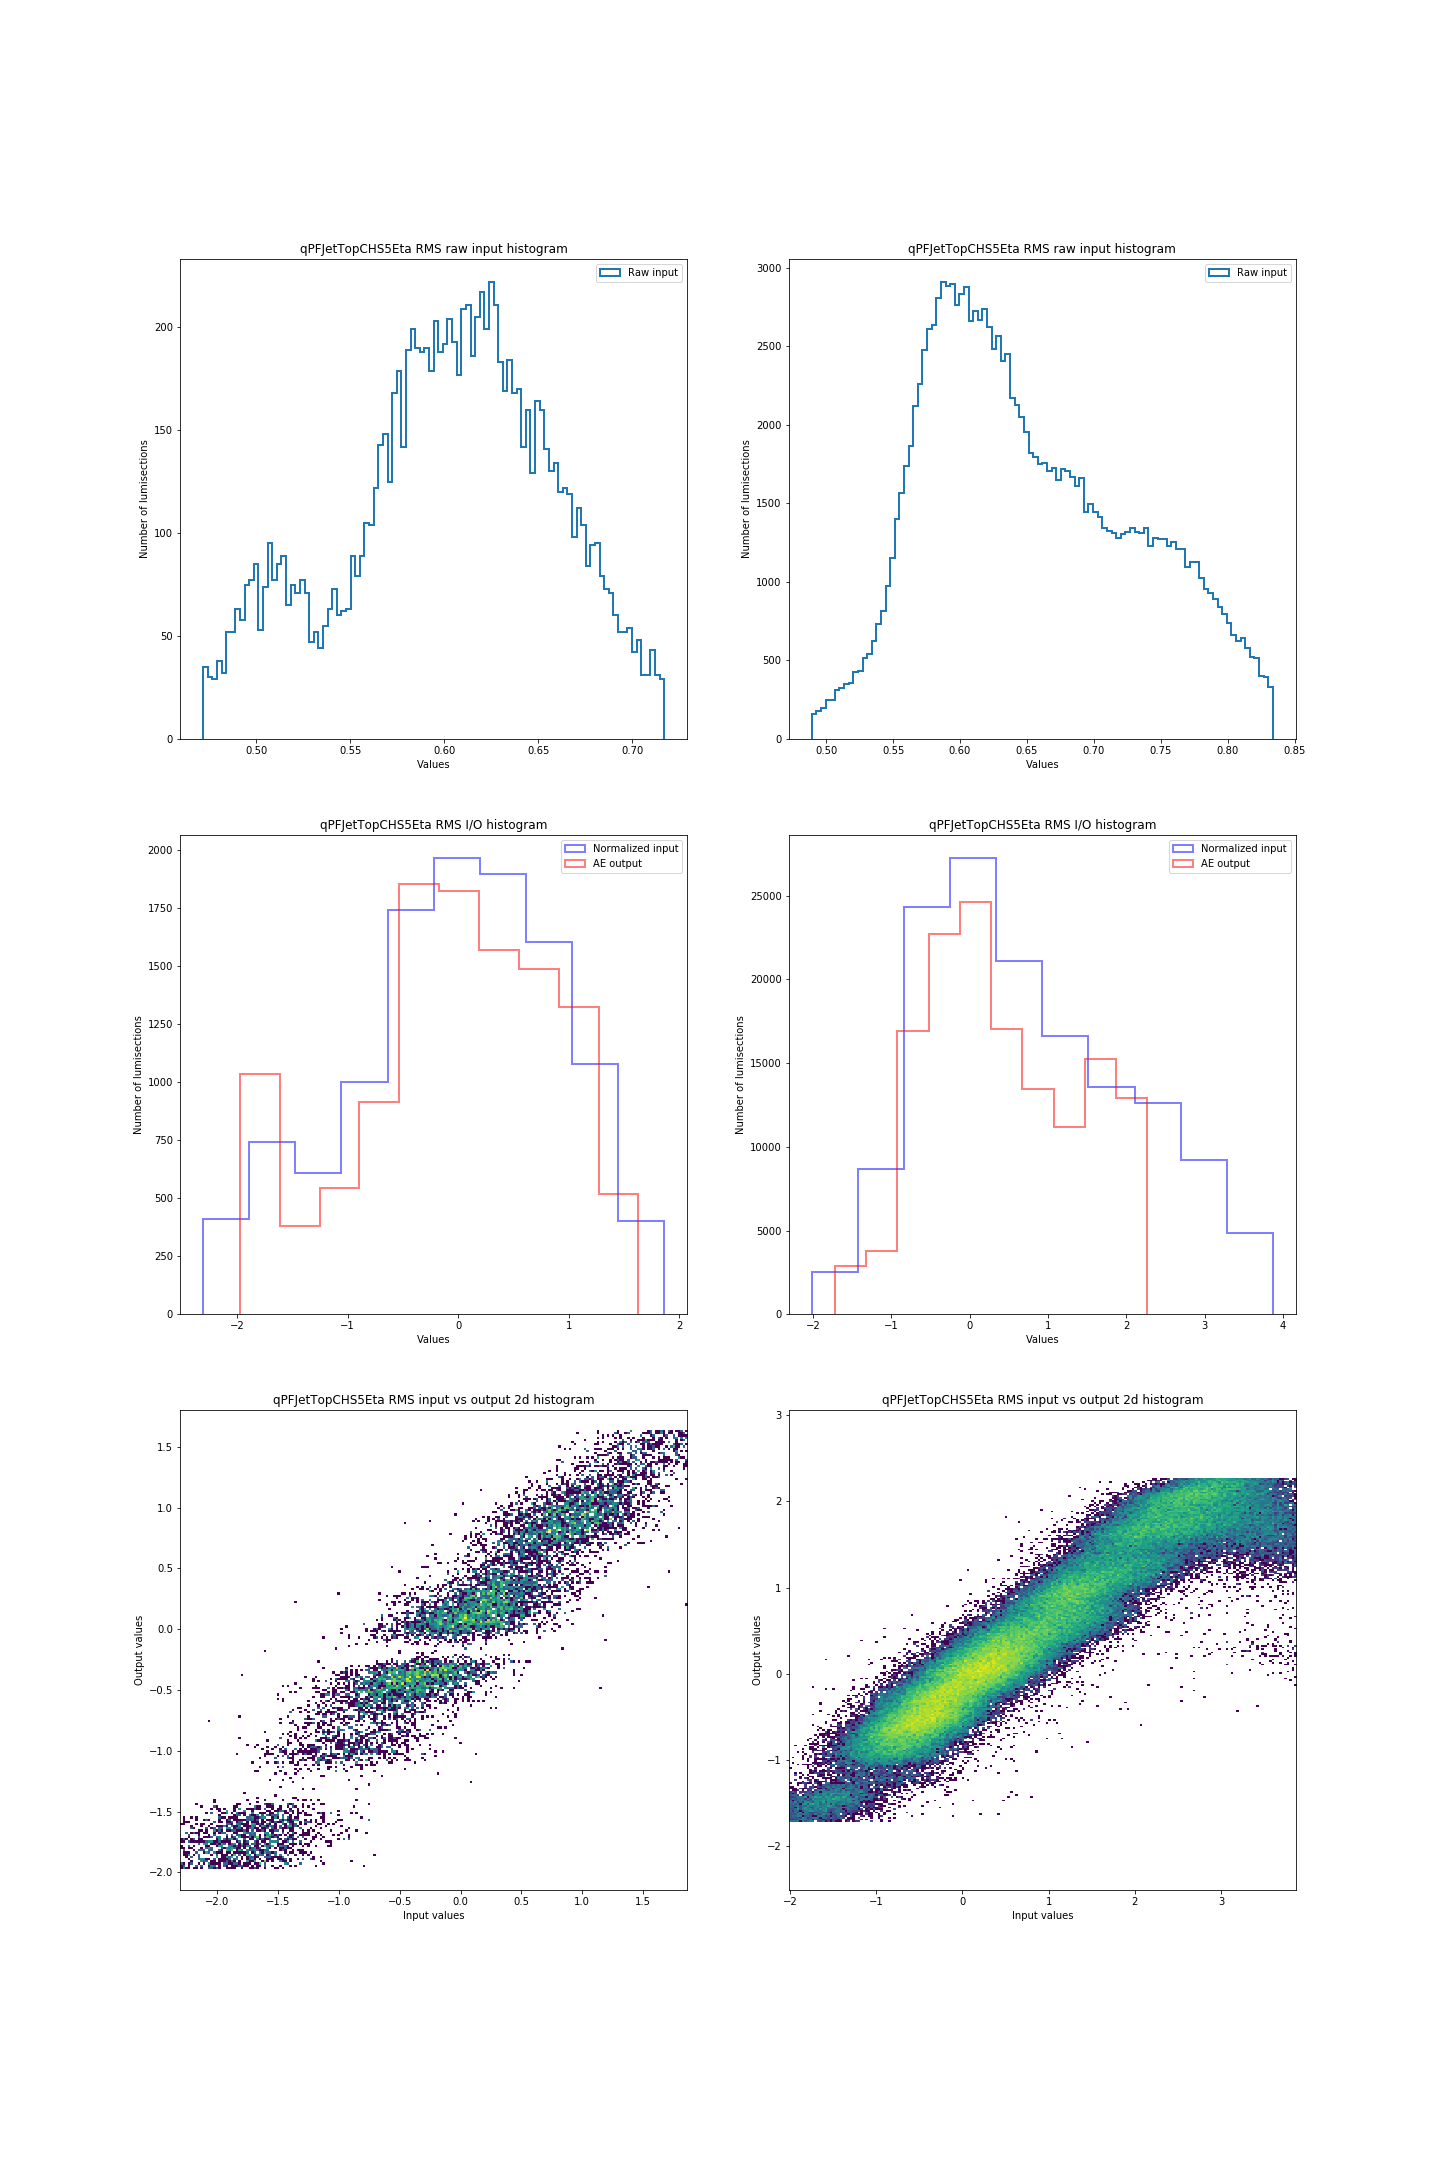 qPFJetTopCHS5Eta RMS raw input histogram
Raw input
Number of lumisections
200
150
100
50
0
0.50 0.55 0.60 0.65 0.70
Values
qPFJetTopCHS5Eta RMS raw input histogram
Raw input
Number of lumisections
3000
2500
2000
1500
1000
500
0
0.50 0.55 0.60 0.65 0.70 0.75 0.80 0.85
Values
qPFJetTopCHS5Eta RMS I/O histogram
Normalized input
AE output
Number of lumisections
2000
1750
1500
1250
1000
750
500
250
0
−2 −1 0 1 2
Values
qPFJetTopCHS5Eta RMS I/O histogram
Normalized input
AE output
Number of lumisections
25000
20000
15000
10000
5000
0
−2 −1 0 1 2 3 4
Values
qPFJetTopCHS5Eta RMS input vs output 2d histogram
Output values
1.5
1.0
0.5
0.0
−0.5
−1.0
−1.5
−2.0
−2.0 −1.5 −1.0 −0.5 0.0 0.5 1.0 1.5
Input values
qPFJetTopCHS5Eta RMS input vs output 2d histogram
Output values
3
2
1
0
−1
−2
−2 −1 0 1 2 3
Input values